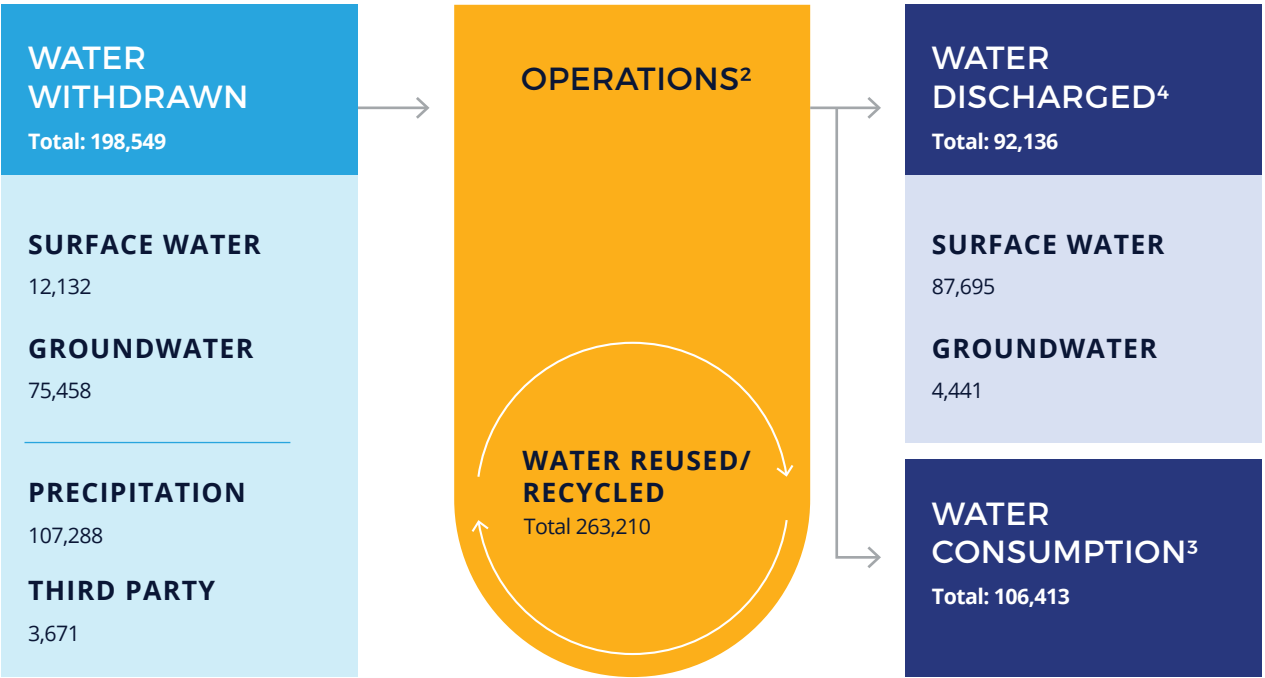 WATER
WITHDRAWN
Total: 198,549
SURFACE WATER
12,132
GROUNDWATER
75,458
PRECIPITATION
107,288
THIRD PARTY
3,671
OPERATIONS²
WATER REUSED/
RECYCLED
Total 263,210
WATER
DISCHARGED⁴
Total: 92,136
SURFACE WATER
87,695
GROUNDWATER
4,441
WATER
CONSUMPTION³
Total: 106,413